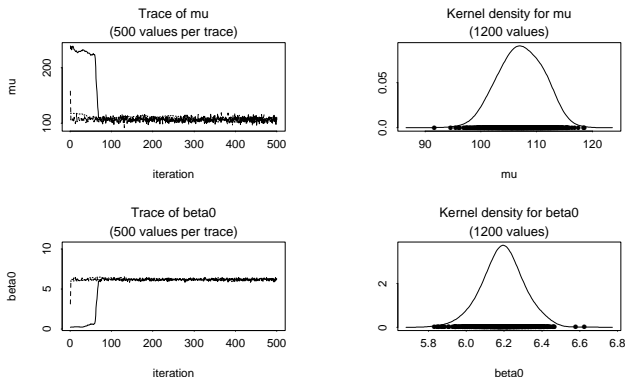 Trace of mu
(500 values per trace)
mu
100
200
0
100
200
300
400
500
iteration
Kernel density for mu
(1200 values)
0.0
0.05
90
100
110
120
mu
Trace of beta0
(500 values per trace)
beta0
0
5
10
0
100
200
300
400
500
iteration
Kernel density for beta0
(1200 values)
0
2
5.8
6.0
6.2
6.4
6.6
6.8
beta0